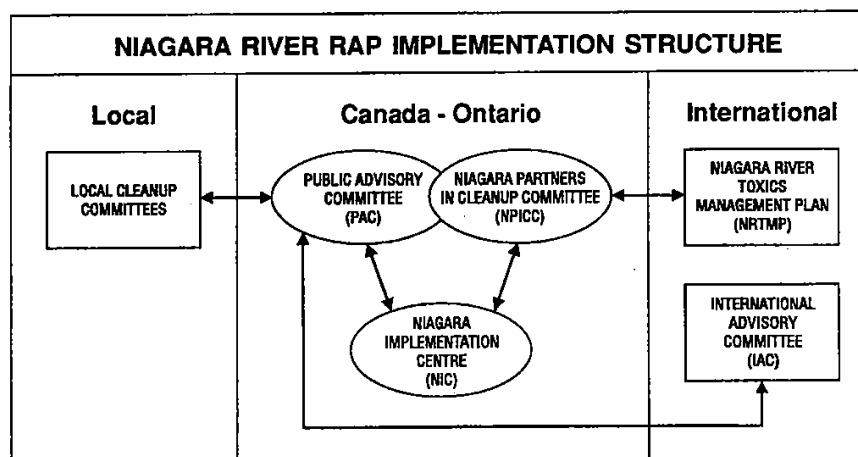 NIAGARA RIVER RAP IMPLEMENTATION STRUCTURE
Local
LOCAL CLEANUP
COMMITTEES
Canada - Ontario
PUBLIC ADVISORY
COMMITTEE
(PAC)
NIAGARA PARTNERS
IN CLEANUP COMMITTEE
(NPICC)
NIAGARA
IMPLEMENTATION
CENTRE
(NIC)
International
NIAGARA RIVER
TOXICS
MANAGEMENT PLAN
(NRTMP)
INTERNATIONAL
ADVISORY
COMMITTEE
(IAC)